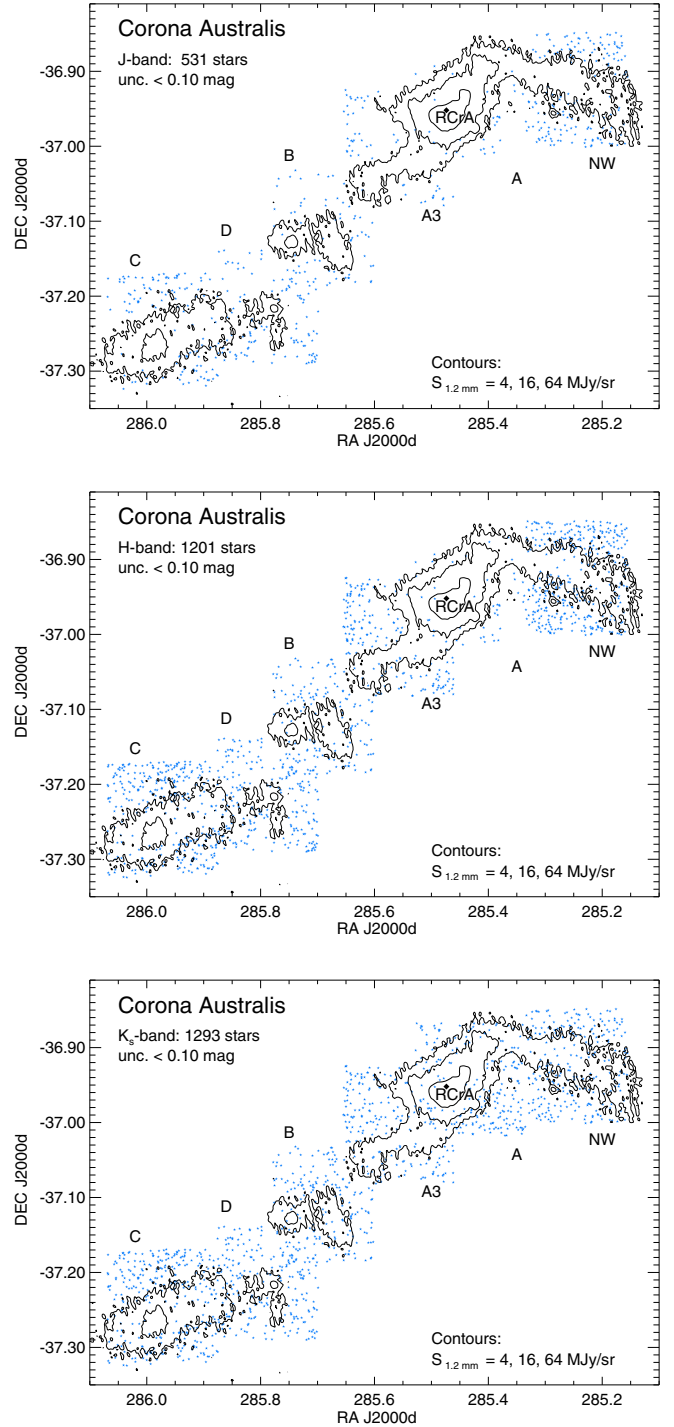 Corona Australis
J-band: 531 stars
unc. < 0.10 mag
-36.90
-37.00
-37.10
-37.20
-37.30
DEC J2000d
RCrA
NW
A
A3
B
D
C
Contours:
S1.2 mm = 4, 16, 64 MJy/sr
286.0 285.8 285.6 285.4 285.2
RA J2000d
Corona Australis
H-band: 1201 stars
unc. < 0.10 mag
-36.90
-37.00
-37.10
-37.20
-37.30
DEC J2000d
RCrA
NW
A
A3
B
D
C
Contours:
S1.2 mm = 4, 16, 64 MJy/sr
286.0 285.8 285.6 285.4 285.2
RA J2000d
Corona Australis
Ks-band: 1293 stars
unc. < 0.10 mag
-36.90
-37.00
-37.10
-37.20
-37.30
DEC J2000d
RCrA
NW
A
A3
B
D
C
Contours:
S1.2 mm = 4, 16, 64 MJy/sr
286.0 285.8 285.6 285.4 285.2
RA J2000d